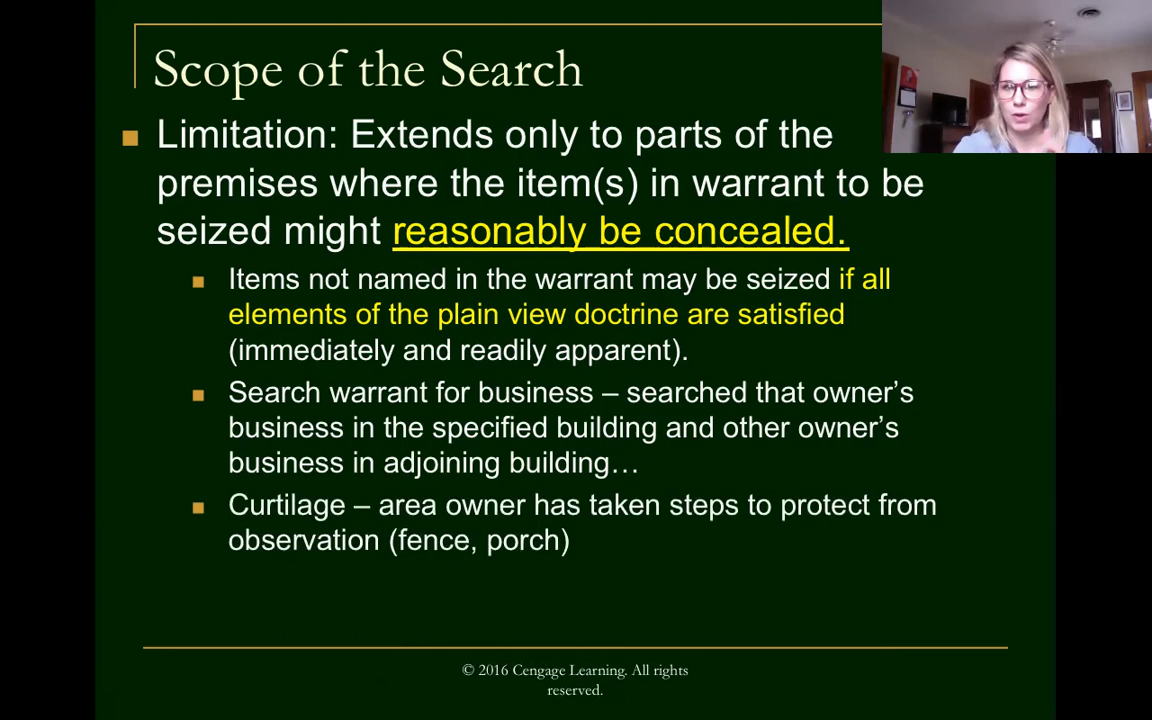 Scope of the Search
Limitation: Extends only to parts of the
premises where the item(s) in warrant to be
seized might reasonably be concealed.
Items not named in the warrant may be seized if all
elements of the plain view doctrine are satisfied
(immediately and readily apparent).
Search warrant for business – searched that owner's
business in the specified building and other owner's
business in adjoining building…
Curtilage – area owner has taken steps to protect from
observation (fence, porch)
© 2016 Cengage Learning. All rights
reserved.